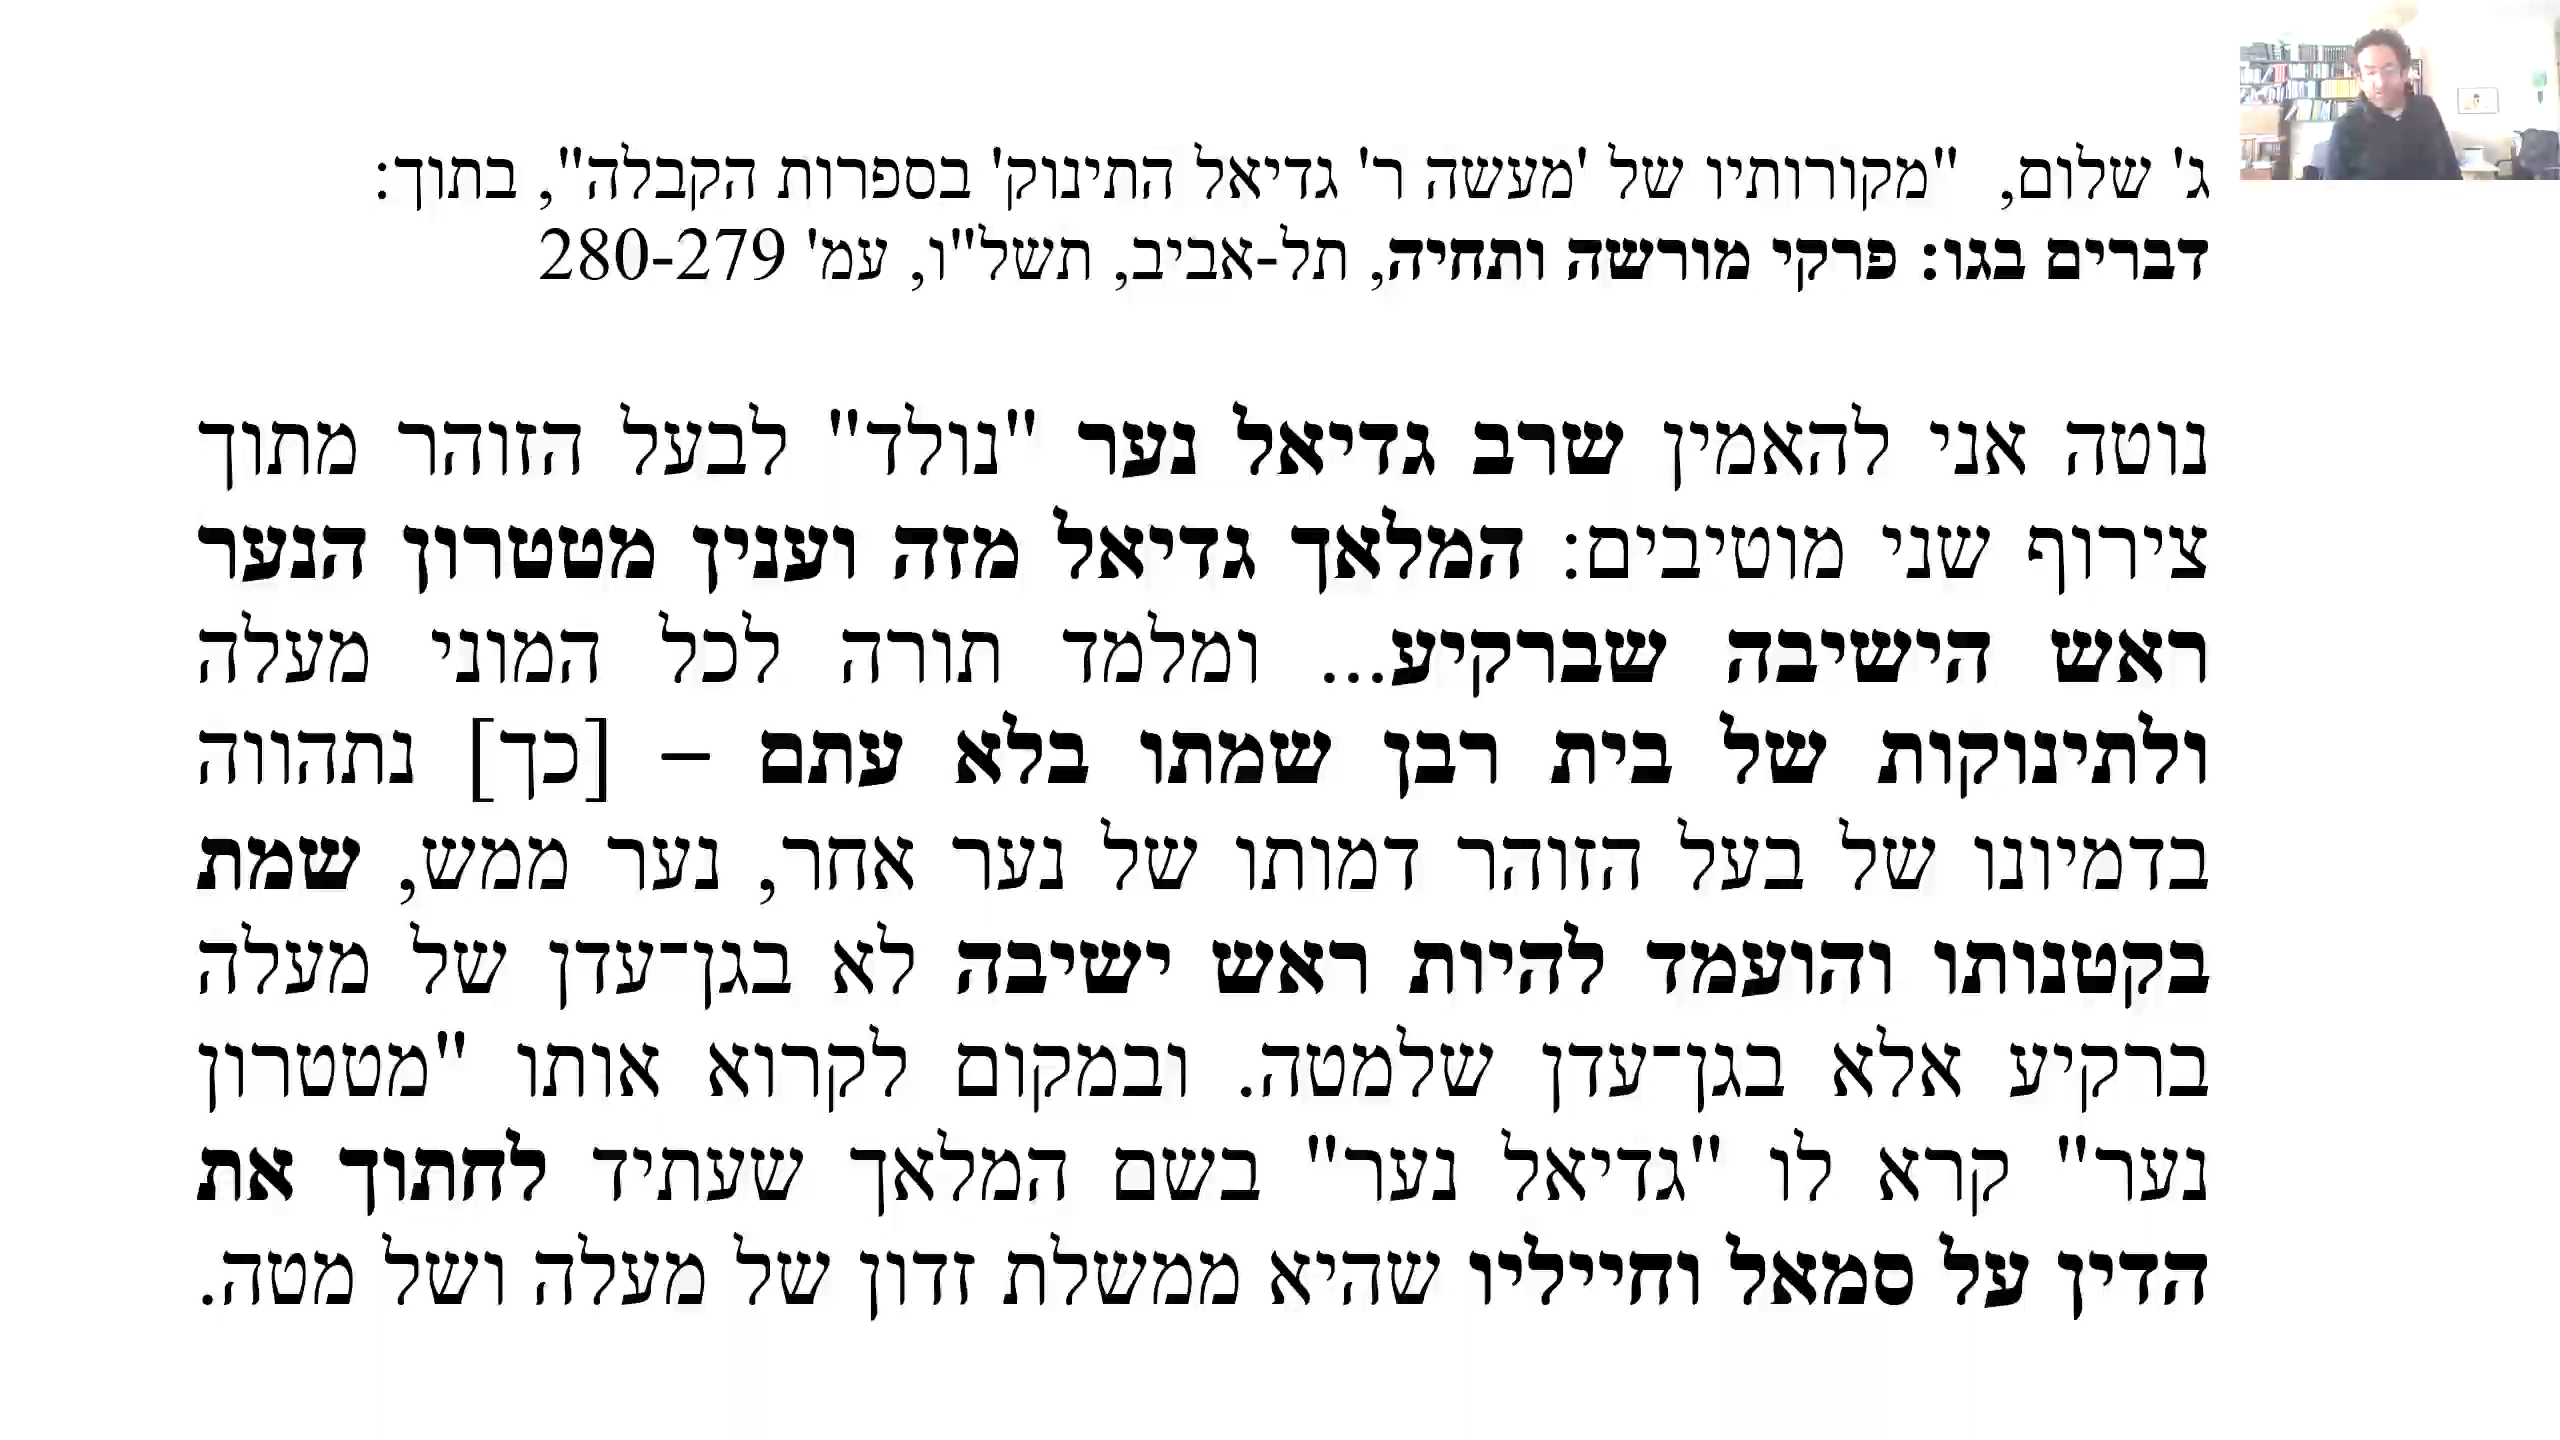 ג' שלום, "מקורותיו של 'מעשה ר' גדיאל התינוק' בספרות הקבלה", בתוך:
דברים בגו: פרקי מורשה ותחיה, תל-אביב, תשל"ו, עמ' 280-279
נוטה אני להאמין שרב גדיאל נער "נולד" לבעל הזוהר מתוך
צירוף שני מוטיבים: המלאך גדיאל מזה וענין מטטרון הנער
ראש הישיבה שברקיע... ומלמד תורה לכל המוני מעלה
ולתינוקות של בית רבן שמתו בלא עתם – [כך] נתהווה
בדמיונו של בעל הזוהר דמותו של נער אחר, נער ממש, שמת
בקטנותו והועמד להיות ראש ישיבה לא בגן־עדן של מעלה
ברקיע אלא בגן־עדן שלמטה. ובמקום לקרוא אותו "מטטרון
נער" קרא לו "גדיאל נער" בשם המלאך שעתיד לחתוך את
הדין על סמאל וחייליו שהיא ממשלת זדון של מעלה ושל מטה.